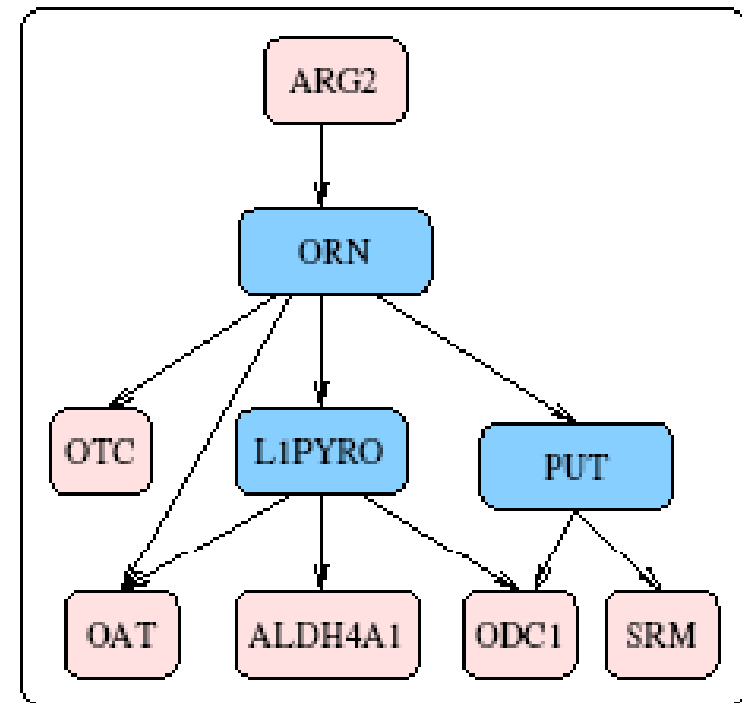 ARG2
ORN
OTC
L1PYRO
PUT
OAT
ALDH4A1
ODC1
SRM